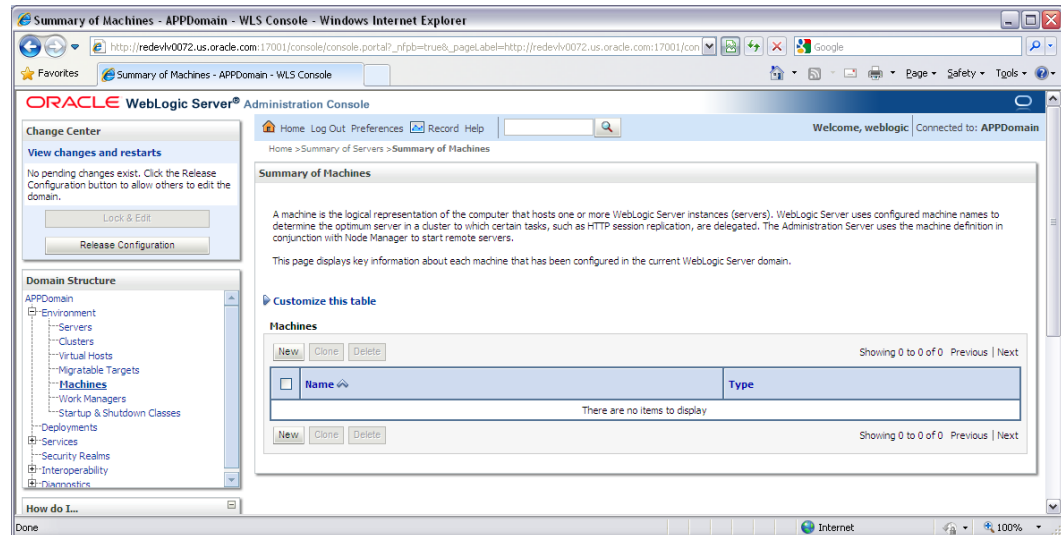 Summary of Machines - APPDomain - WLS Console - Windows Internet Explorer
http://redevlv0072.us.oracle.com:17001/console/console.portal?_nfpb=true&_pageLabel=http://redevlv0072.us.oracle.com:17001/con
Google
Favorites
Summary of Machines - APPDomain - WLS Console
Page
Safety
Tools
ORACLE WebLogic Server® Administration Console
Change Center
View changes and restarts
No pending changes exist. Click the Release
Configuration button to allow others to edit the
domain.
Lock & Edit
Release Configuration
Domain Structure
APPDomain
Environment
Servers
Clusters
Virtual Hosts
Migratable Targets
Machines
Work Managers
Startup & Shutdown Classes
Deployments
Services
Security Realms
Interoperability
Diagnostics
How do I...
Home Log Out Preferences Record Help
Welcome, weblogic Connected to: APPDomain
Home >Summary of Servers >Summary of Machines
Summary of Machines
A machine is the logical representation of the computer that hosts one or more WebLogic Server instances (servers). WebLogic Server uses configured machine names to
determine the optimum server in a cluster to which certain tasks, such as HTTP session replication, are delegated. The Administration Server uses the machine definition in
conjunction with Node Manager to start remote servers.
This page displays key information about each machine that has been configured in the current WebLogic Server domain.
Customize this table
Machines
New Clone Delete
Showing 0 to 0 of 0 Previous | Next
Name
Type
There are no items to display
New Clone Delete
Showing 0 to 0 of 0 Previous | Next
Done
Internet
100%